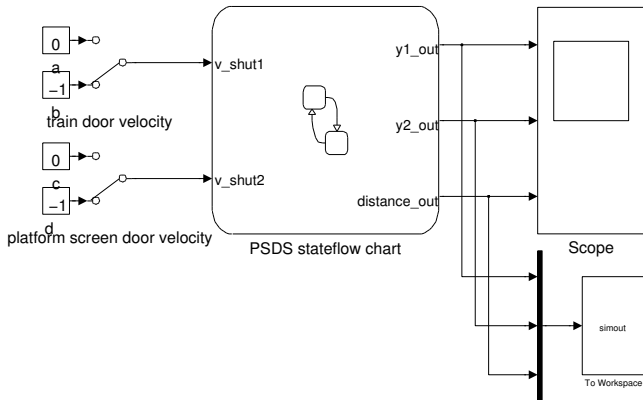 0
a
−1
b
train door velocity
0
c
−1
d
platform screen door velocity
v_shut1
v_shut2
y1_out
y2_out
distance_out
PSDS stateflow chart
Scope
simout
To Workspace